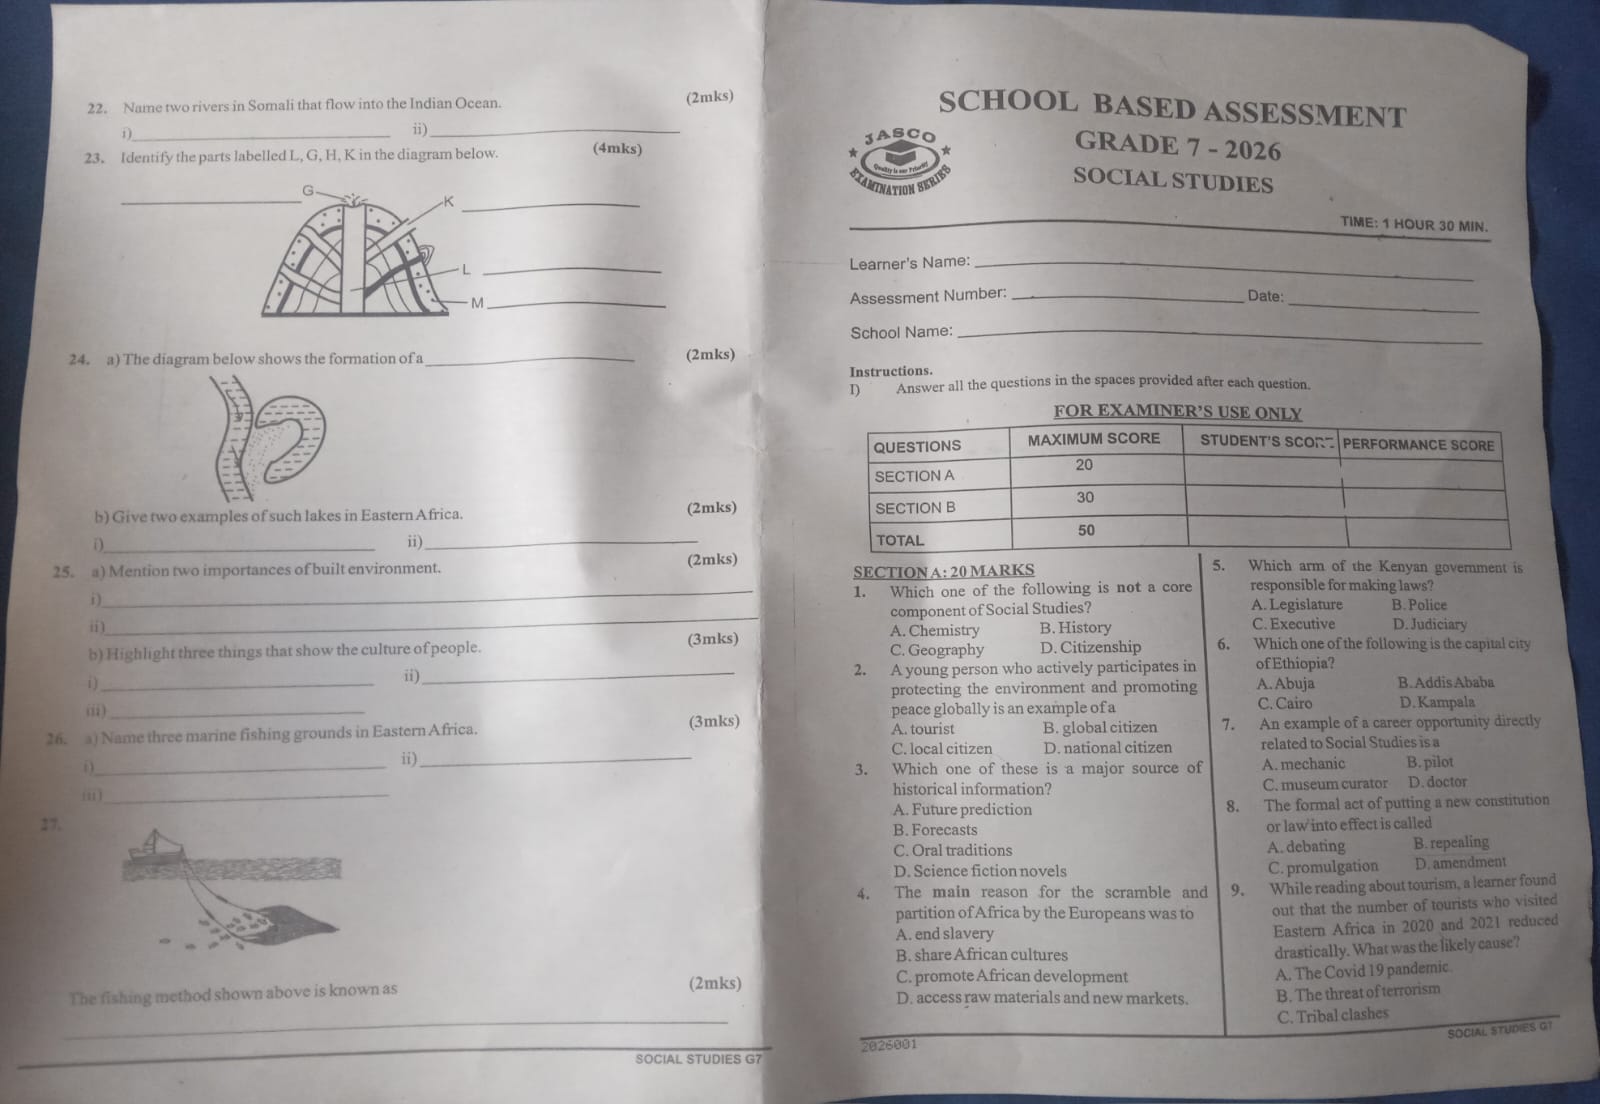 22. Name two rivers in Somali that flow into the Indian Ocean. (2mks)
i) ii)
23. Identify the parts labelled L, G, H, K in the diagram below. (4mks)
G
K
L
M
24. a) The diagram below shows the formation of a (2mks)
b) Give two examples of such lakes in Eastern Africa. (2mks)
i) ii)
25. a) Mention two importances of built environment. (2mks)
i)
ii)
b) Highlight three things that show the culture of people. (3mks)
i) ii)
iii)
26. a) Name three marine fishing grounds in Eastern Africa. (3mks)
i) ii)
iii)
27.
The fishing method shown above is known as (2mks)
SOCIAL STUDIES G7
SCHOOL BASED ASSESSMENT
GRADE 7 - 2026
SOCIAL STUDIES
JASCO
Quality is our Priority
EXAMINATION SERIES
TIME: 1 HOUR 30 MIN.
Learner's Name:
Assessment Number: Date:
School Name:
Instructions.
I) Answer all the questions in the spaces provided after each question.
FOR EXAMINER'S USE ONLY
QUESTIONS MAXIMUM SCORE STUDENT'S SCORE PERFORMANCE SCORE
SECTION A 20
SECTION B 30
TOTAL 50
SECTION A: 20 MARKS
1. Which one of the following is not a core
component of Social Studies?
A. Chemistry B. History
C. Geography D. Citizenship
2. A young person who actively participates in
protecting the environment and promoting
peace globally is an example of a
A. tourist B. global citizen
C. local citizen D. national citizen
3. Which one of these is a major source of
historical information?
A. Future prediction
B. Forecasts
C. Oral traditions
D. Science fiction novels
4. The main reason for the scramble and
partition of Africa by the Europeans was to
A. end slavery
B. share African cultures
C. promote African development
D. access raw materials and new markets.
2026001
5. Which arm of the Kenyan government is
responsible for making laws?
A. Legislature B. Police
C. Executive D. Judiciary
6. Which one of the following is the capital city
of Ethiopia?
A. Abuja B. Addis Ababa
C. Cairo D. Kampala
7. An example of a career opportunity directly
related to Social Studies is a
A. mechanic B. pilot
C. museum curator D. doctor
8. The formal act of putting a new constitution
or law into effect is called
A. debating B. repealing
C. promulgation D. amendment
9. While reading about tourism, a learner found
out that the number of tourists who visited
Eastern Africa in 2020 and 2021 reduced
drastically. What was the likely cause?
A. The Covid 19 pandemic.
B. The threat of terrorism
C. Tribal clashes
SOCIAL STUDIES G7